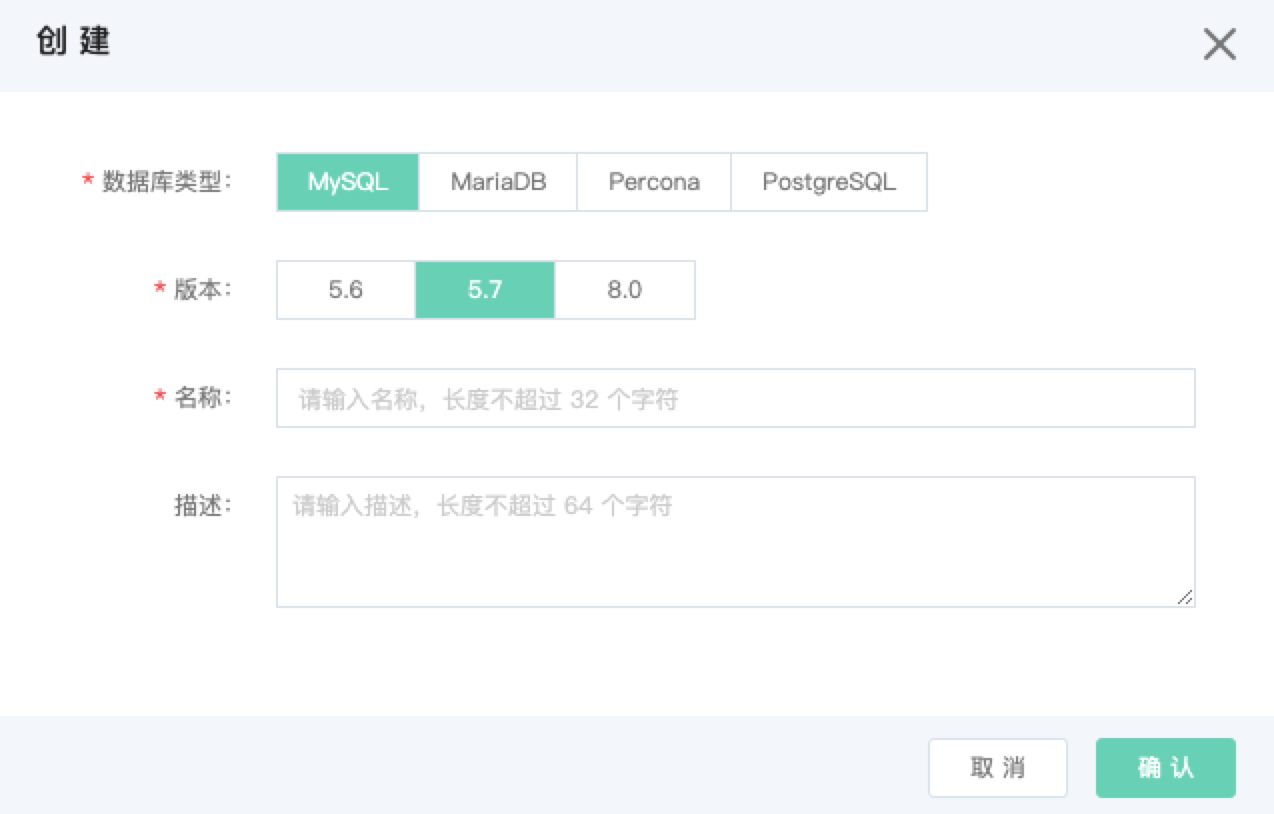 创 建
* 数据库类型: MySQL MariaDB Percona PostgreSQL
* 版本: 5.6 5.7 8.0
* 名称: 请输入名称，长度不超过 32 个字符
描述: 请输入描述，长度不超过 64 个字符
取 消 确 认